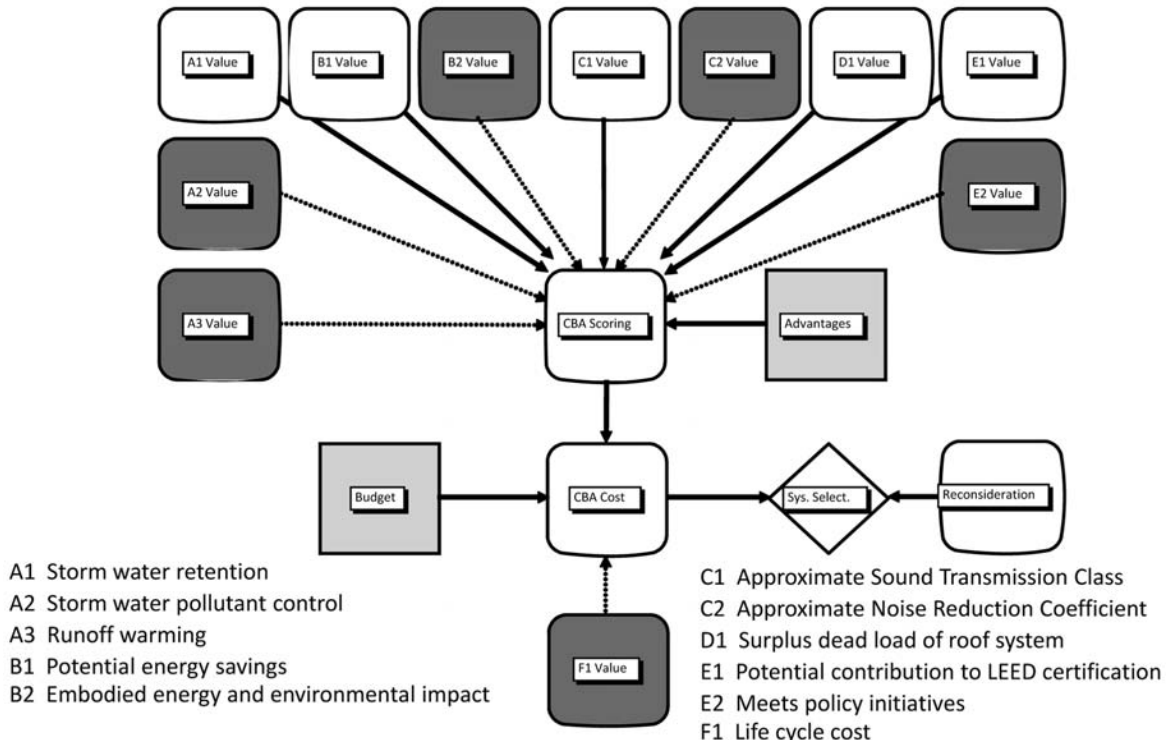 A1 Value
B1 Value
B2 Value
C1 Value
C2 Value
D1 Value
E1 Value
A2 Value
E2 Value
A3 Value
CBA Scoring
Advantages
Budget
CBA Cost
Sys. Select.
Reconsideration
F1 Value
A1 Storm water retention
A2 Storm water pollutant control
A3 Runoff warming
B1 Potential energy savings
B2 Embodied energy and environmental impact
C1 Approximate Sound Transmission Class
C2 Approximate Noise Reduction Coefficient
D1 Surplus dead load of roof system
E1 Potential contribution to LEED certification
E2 Meets policy initiatives
F1 Life cycle cost